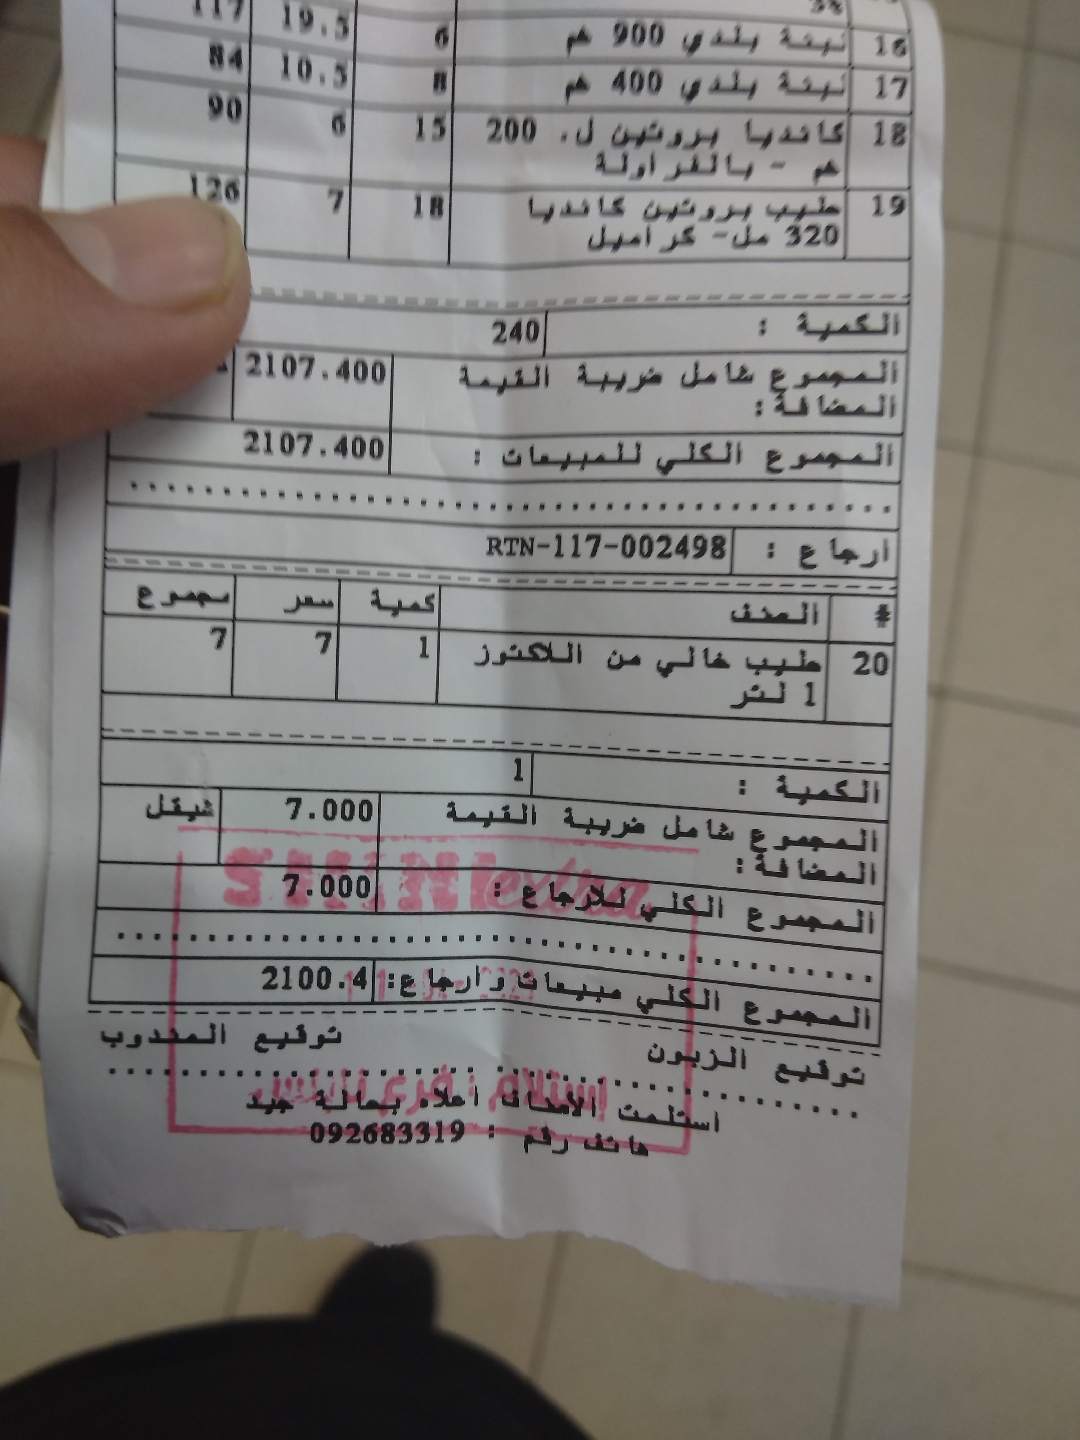 16 لبنة بلدي 900 غم 6 19.5 117
17 لبنة بلدي 400 غم 8 10.5 84
18 كانديا بروتين ل. 200 15 6 90
غم - بالفراولة
19 حليب بروتين كانديا 18 7 126
320 مل- كراميل
الكمية : 240
المجموع شامل ضريبة القيمة 2107.400
المضافة :
المجموع الكلي للمبيعات : 2107.400
ارجاع : RTN-117-002498
# الصنف كمية سعر مجموع
20 حليب خالي من اللاكتوز 1 7 7
1 لتر
الكمية : 1
المجموع شامل ضريبة القيمة 7.000 شيقل
المضافة :
المجموع الكلي للارجاع : 7.000
المجموع الكلي مبيعات وارجاع: 2100.4
توقيع الزبون توقيع المندوب
استلمت الأصناف أعلاه بحالة جيد
هاتف رقم : 092683319
extra
إستلام : فرع نابلس